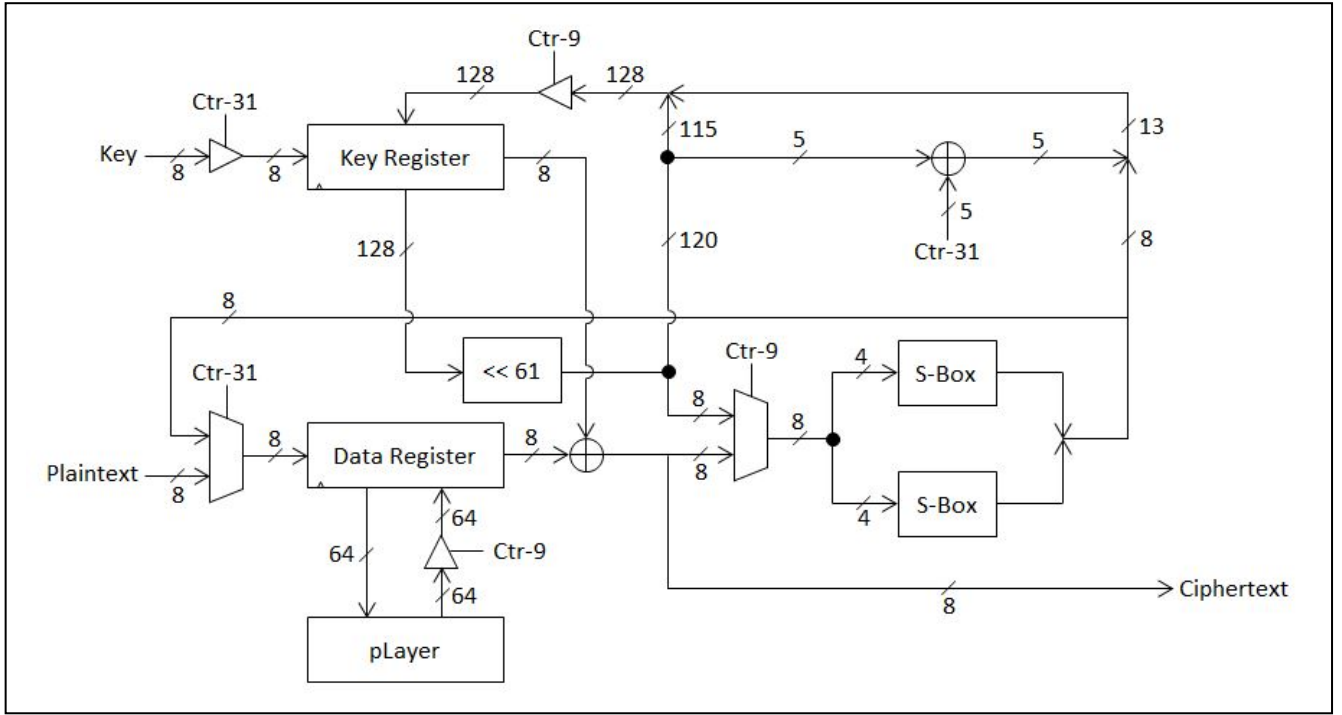 Ctr-9
128
128
Ctr-31
115
13
Key
8
8
Key Register
8
5
5
5
128
120
Ctr-31
8
8
Ctr-31
<< 61
Ctr-9
4
S-Box
8
8
8
8
Data Register
8
Plaintext
8
8
4
S-Box
64
64
Ctr-9
64
8
Ciphertext
pLayer